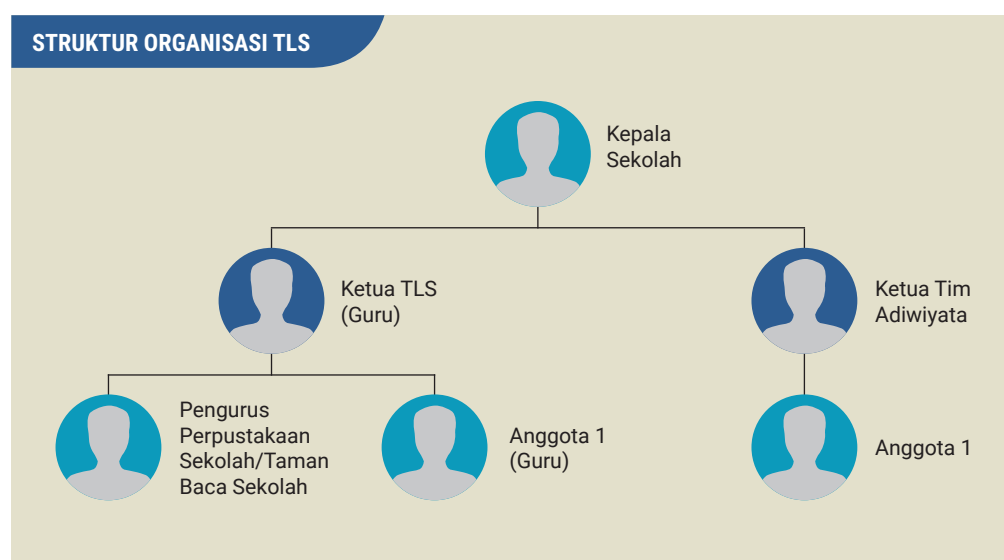 STRUKTUR ORGANISASI TLS
Kepala
Sekolah
Ketua TLS
(Guru)
Ketua Tim
Adiwiyata
Pengurus
Perpustakaan
Sekolah/Taman
Baca Sekolah
Anggota 1
(Guru)
Anggota 1